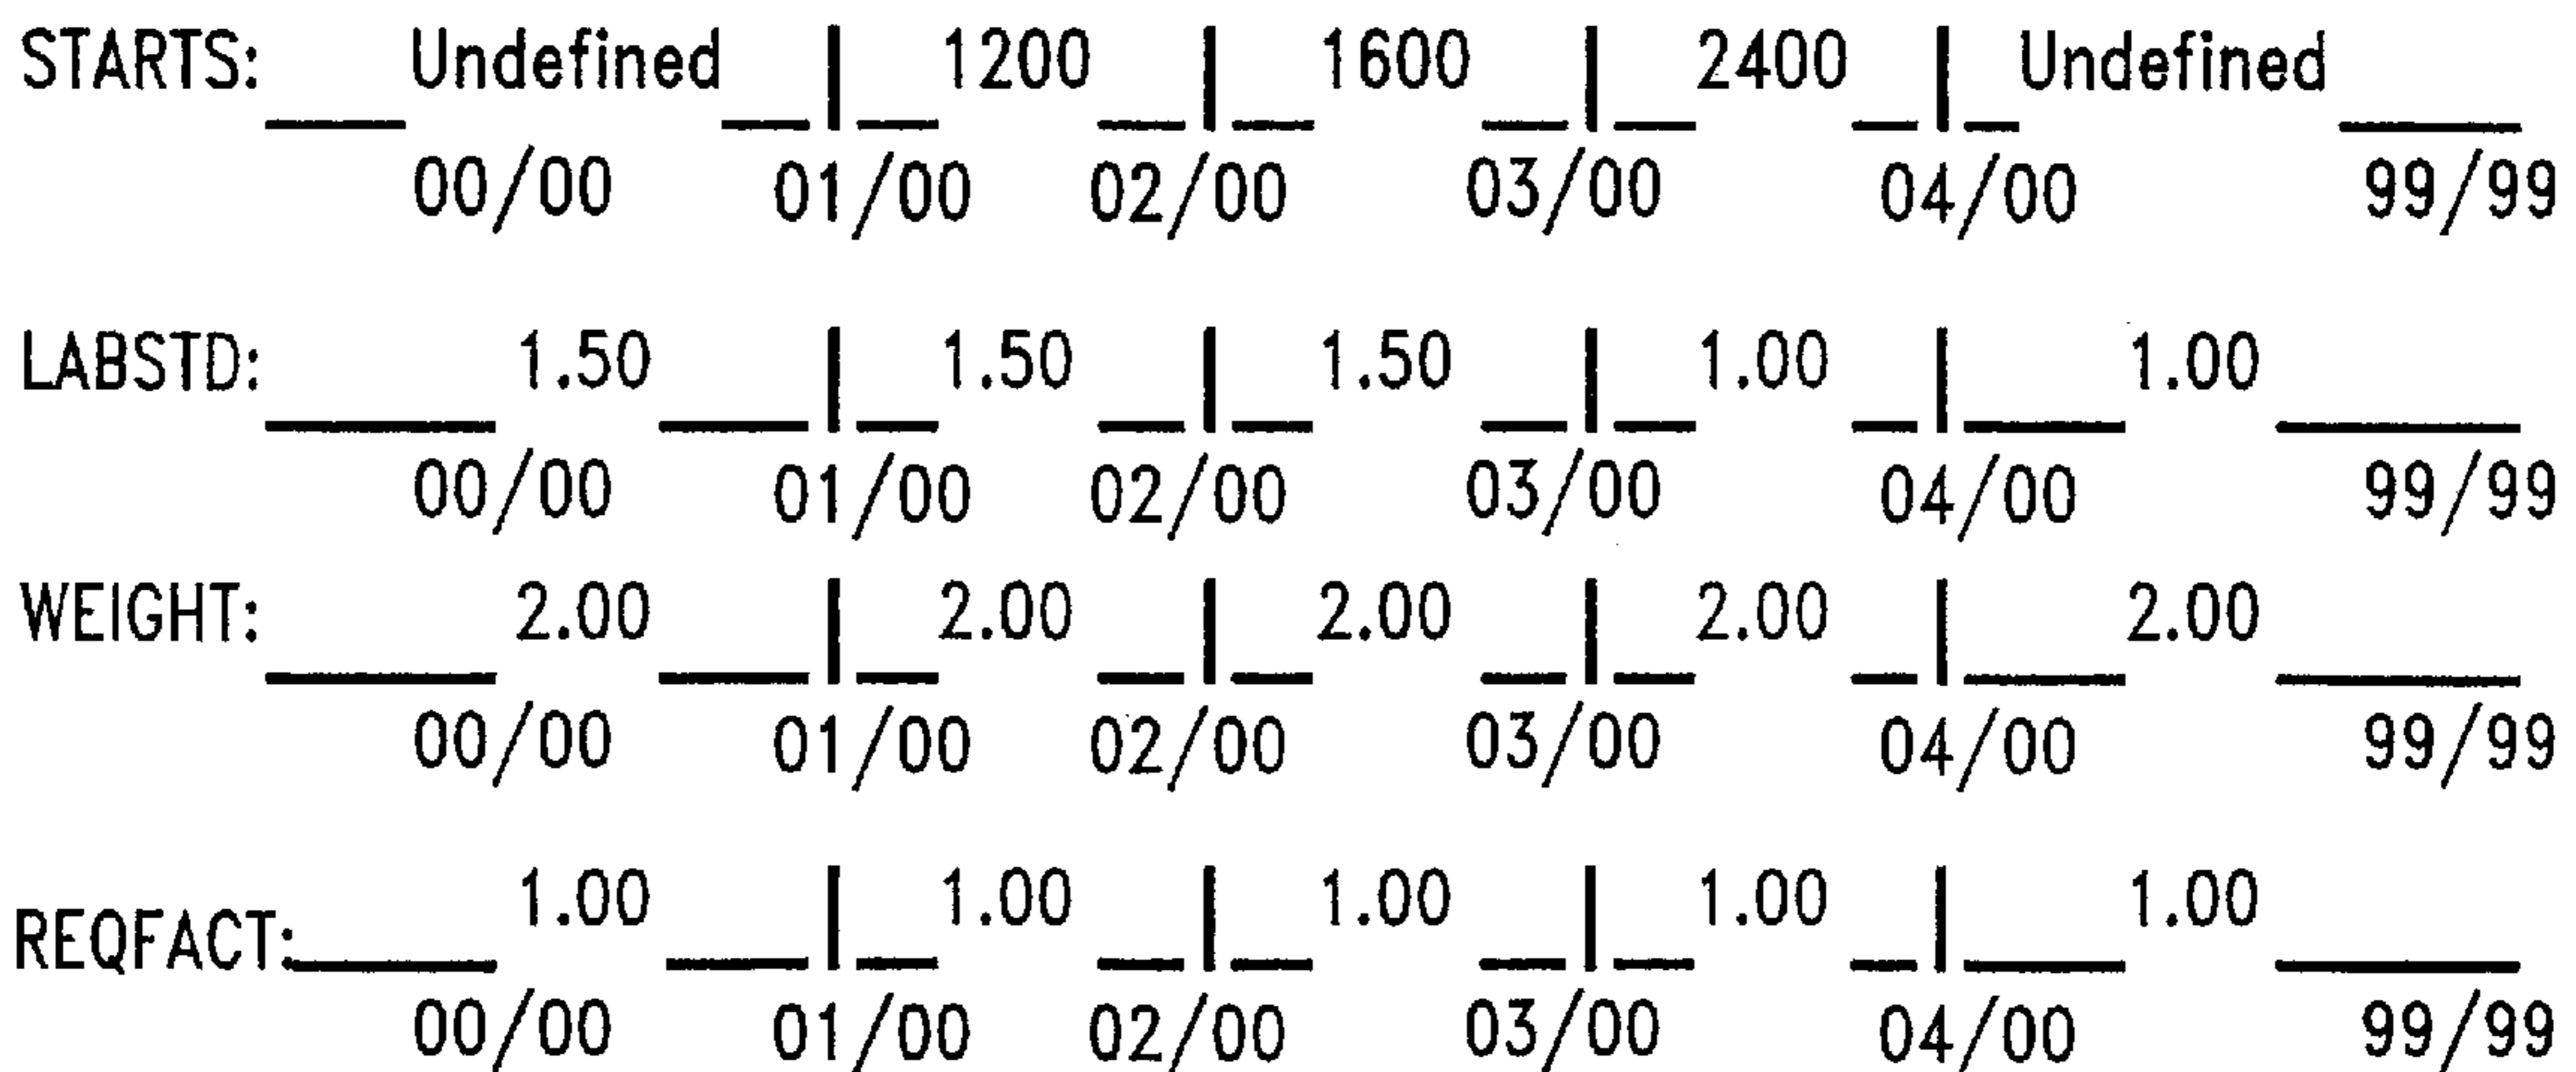 STARTS: Undefined 1200 1600 2400 Undefined
00/00 01/00 02/00 03/00 04/00 99/99
LABSTD: 1.50 1.50 1.50 1.00 1.00
00/00 01/00 02/00 03/00 04/00 99/99
WEIGHT: 2.00 2.00 2.00 2.00 2.00
00/00 01/00 02/00 03/00 04/00 99/99
REQFACT: 1.00 1.00 1.00 1.00 1.00
00/00 01/00 02/00 03/00 04/00 99/99